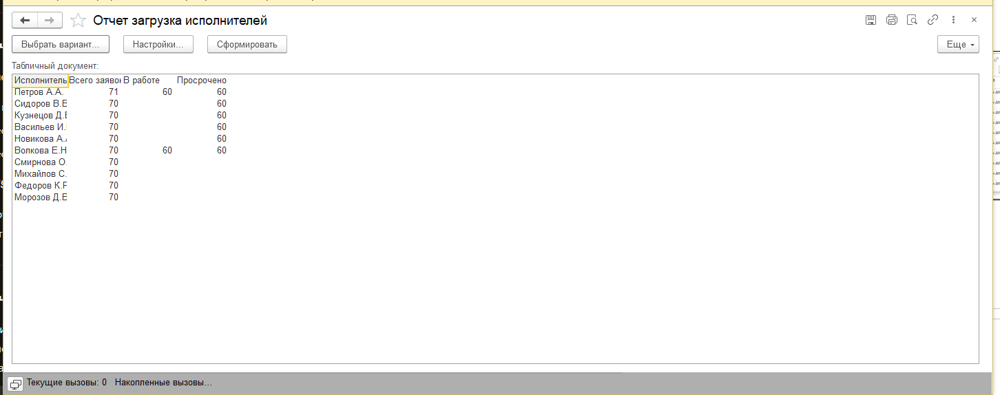 Отчет загрузка исполнителей
Выбрать вариант... Настройки... Сформировать Еще
Табличный документ:
Исполнитель Всего заявок В работе Просрочено
Петров А.А. 71 60 60
Сидоров В.Е 70 60
Кузнецов Д.Е 70 60
Васильев И. 70 60
Новикова А.А 70 60
Волкова Е.Н 70 60 60
Смирнова О. 70
Михайлов С. 70
Федоров К.Р 70
Морозов Д.В 70
Текущие вызовы: 0 Накопленные вызовы...